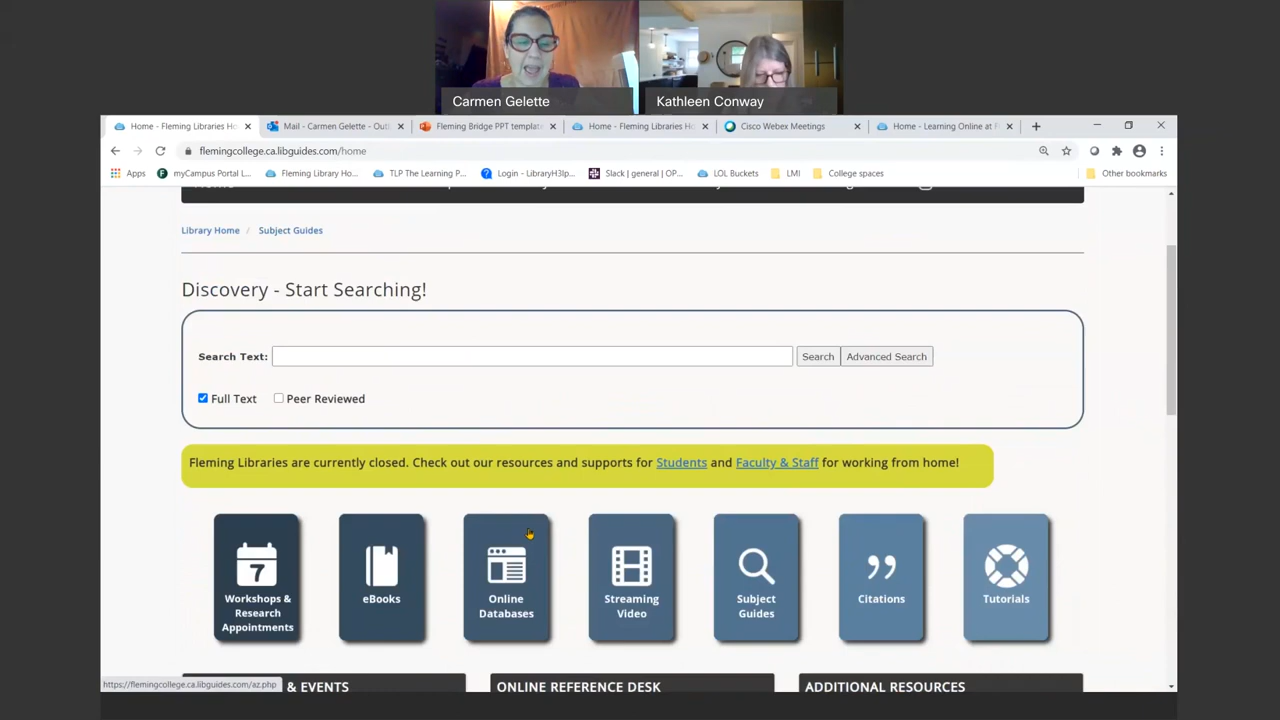 Carmen Gelette
Kathleen Conway
Home - Fleming Libraries Ho
Mail - Carmen Gelette - Outl
Fleming Bridge PPT template
Home - Fleming Libraries Ho
Cisco Webex Meetings
Home - Learning Online at F
flemingcollege.ca.libguides.com/home
Apps
myCampus Portal L...
Fleming Library Ho...
TLP The Learning P...
Login - LibraryH3lp...
Slack | general | OP...
LOL Buckets
LMI
College spaces
Other bookmarks
Library Home / Subject Guides
Discovery - Start Searching!
Search Text:
Search
Advanced Search
Full Text
Peer Reviewed
Fleming Libraries are currently closed. Check out our resources and supports for Students and Faculty & Staff for working from home!
7
Workshops &
Research
Appointments
eBooks
Online
Databases
Streaming
Video
Subject
Guides
Citations
Tutorials
https://flemingcollege.ca.libguides.com/az.php
& EVENTS
ONLINE REFERENCE DESK
ADDITIONAL RESOURCES